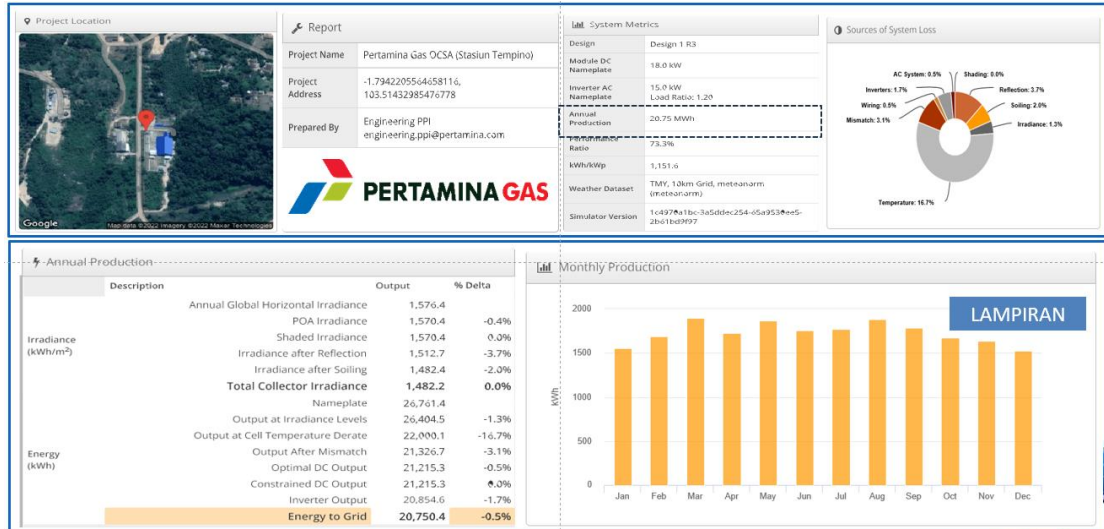 Project Location
Google
Map data ©2022 Imagery ©2022 Maxar Technologies
Report
Project Name Pertamina Gas OCSA (Stasiun Tempino)
Project Address -1.7942205564658116, 103.51432985476778
Prepared By Engineering PPI
engineering.ppi@pertamina.com
PERTAMINA GAS
System Metrics
Design Design 1 R3
Module DC Nameplate 18.0 kW
Inverter AC Nameplate 15.0 kW
Load Ratio: 1.20
Annual Production 20.75 MWh
Performance Ratio 73.3%
kWh/kWp 1,151.6
Weather Dataset TMY, 10km Grid, meteonorm (meteonorm)
Simulator Version
Sources of System Loss
AC System: 0.5%
Shading: 0.0%
Inverters: 1.7%
Reflection: 3.7%
Wiring: 0.5%
Soiling: 2.0%
Mismatch: 3.1%
Irradiance: 1.3%
Temperature: 16.7%
Annual Production
Description Output % Delta
Irradiance (kWh/m²)
Annual Global Horizontal Irradiance 1,576.4
POA Irradiance 1,570.4 -0.4%
Shaded Irradiance 1,570.4 0.0%
Irradiance after Reflection 1,512.7 -3.7%
Irradiance after Soiling 1,482.4 -2.0%
Total Collector Irradiance 1,482.2 0.0%
Energy (kWh)
Nameplate 26,761.4
Output at Irradiance Levels 26,404.5 -1.3%
Output at Cell Temperature Derate 22,000.1 -16.7%
Output After Mismatch 21,326.7 -3.1%
Optimal DC Output 21,215.3 -0.5%
Constrained DC Output 21,215.3 0.0%
Inverter Output 20,854.6 -1.7%
Energy to Grid 20,750.4 -0.5%
Monthly Production
LAMPIRAN
kWh
2000
1500
1000
500
0
Jan Feb Mar Apr May Jun Jul Aug Sep Oct Nov Dec